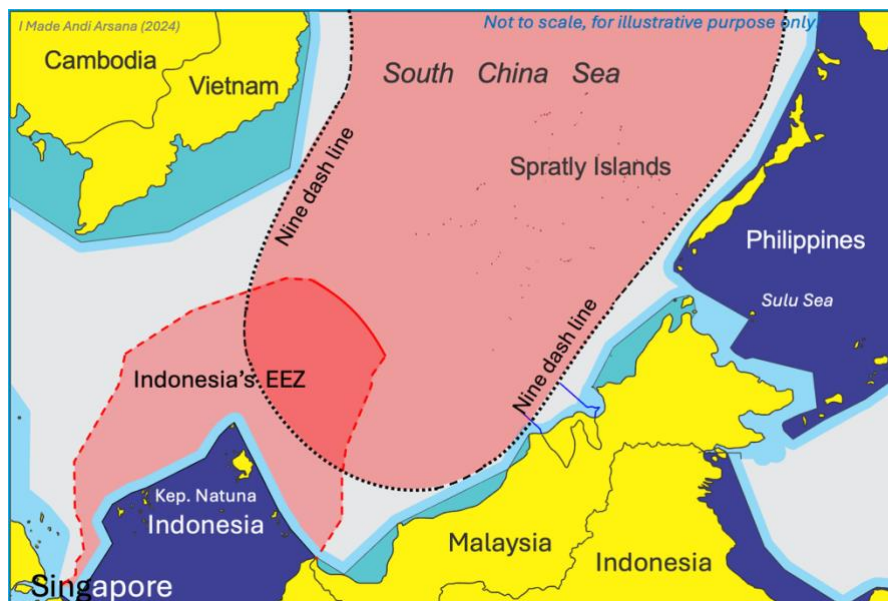 I Made Andi Arsana (2024)
Not to scale, for illustrative purpose only.
Cambodia
Vietnam
South China Sea
Spratly Islands
Nine dash line
Philippines
Sulu Sea
Indonesia's EEZ
Nine dash line
Kep. Natuna
Indonesia
Malaysia
Indonesia
Singapore